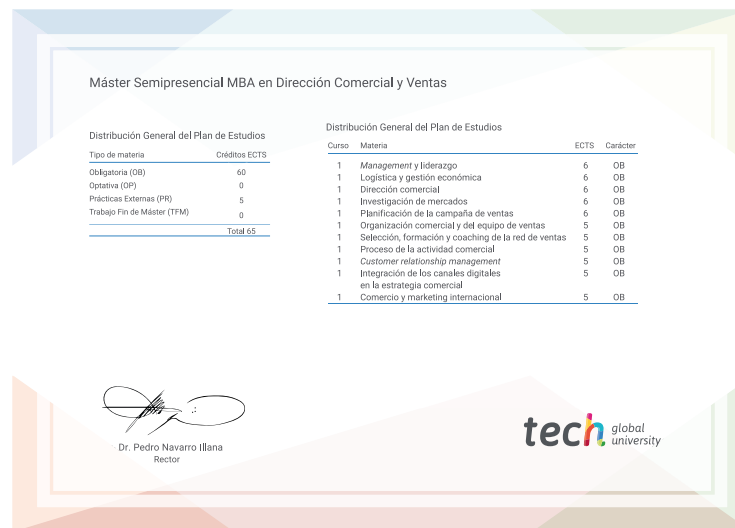 Máster Semipresencial MBA en Dirección Comercial y Ventas
Distribución General del Plan de Estudios
Tipo de materia Créditos ECTS
Obligatoria (OB) 60
Optativa (OP) 0
Prácticas Externas (PR) 5
Trabajo Fin de Máster (TFM) 0
Total 65
Distribución General del Plan de Estudios
Curso Materia ECTS Carácter
1 Management y liderazgo 6 OB
1 Logística y gestión económica 6 OB
1 Dirección comercial 6 OB
1 Investigación de mercados 6 OB
1 Planificación de la campaña de ventas 6 OB
1 Organización comercial y del equipo de ventas 5 OB
1 Selección, formación y coaching de la red de ventas 5 OB
1 Proceso de la actividad comercial 5 OB
1 Customer relationship management 5 OB
1 Integración de los canales digitales 5 OB
en la estrategia comercial
1 Comercio y marketing internacional 5 OB
Dr. Pedro Navarro Illana
Rector
tech global
university